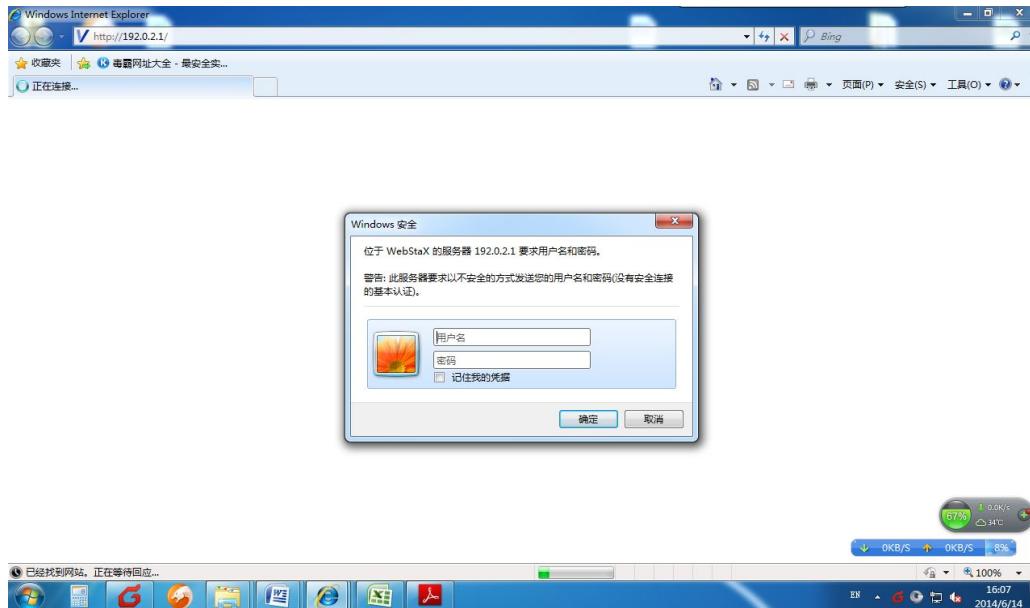 Windows Internet Explorer
http://192.0.2.1/
Bing
收藏夹
毒霸网址大全 - 最安全实...
正在连接...
页面(P)
安全(S)
工具(O)
Windows 安全
位于 WebStaX 的服务器 192.0.2.1 要求用户名和密码。
警告: 此服务器要求以不安全的方式发送您的用户名和密码(没有安全连接
的基本认证)。
用户名
密码
记住我的凭据
确定
取消
67%
0.0K/s
34℃
0KB/S
0KB/S
8%
已经找到网站。正在等待回应...
100%
EN
16:07
2014/6/14